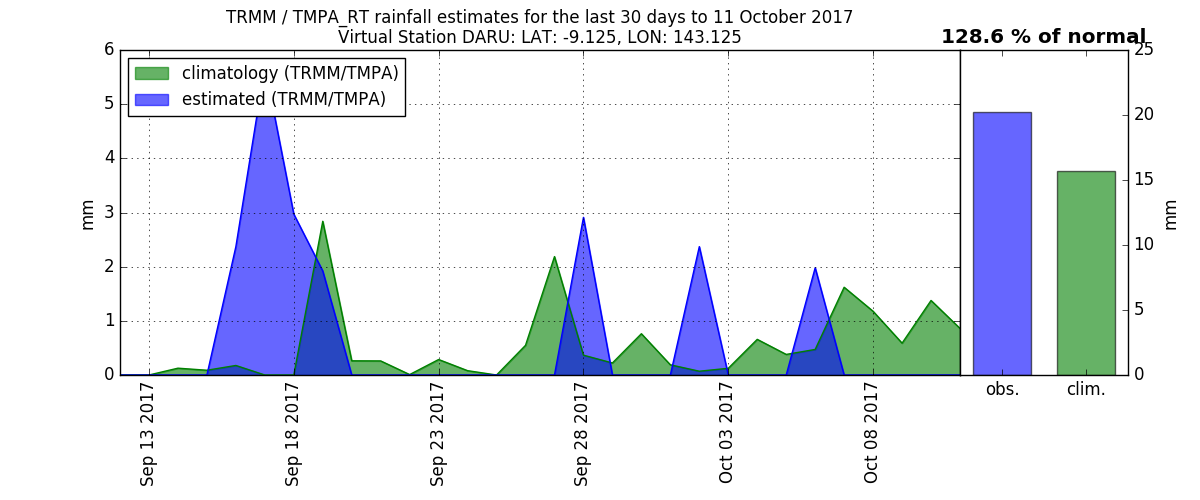 TRMM / TMPA_RT rainfall estimates for the last 30 days to 11 October 2017
Virtual Station DARU: LAT: -9.125, LON: 143.125
128.6 % of normal
climatology (TRMM/TMPA)
estimated (TRMM/TMPA)
6
5
4
3
2
1
0
mm
Sep 13 2017
Sep 18 2017
Sep 23 2017
Sep 28 2017
Oct 03 2017
Oct 08 2017
obs.
clim.
25
20
15
10
5
0
mm